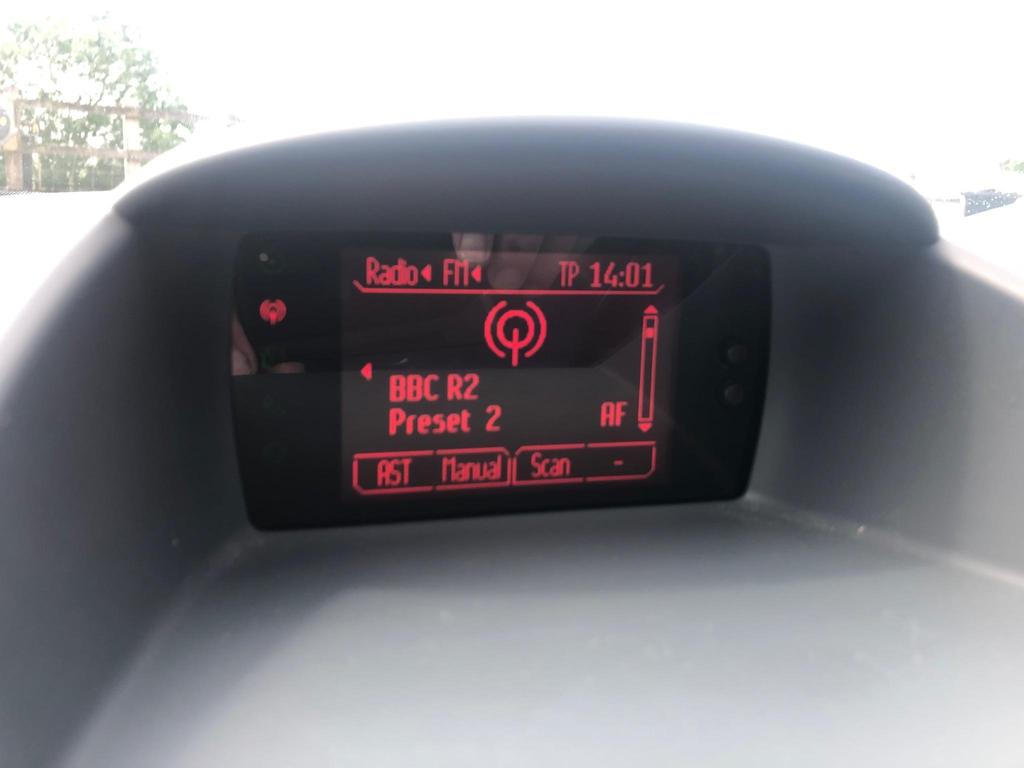 Radio FM TP 14:01
BBC R2
Preset 2 AF
AST Manual Scan -